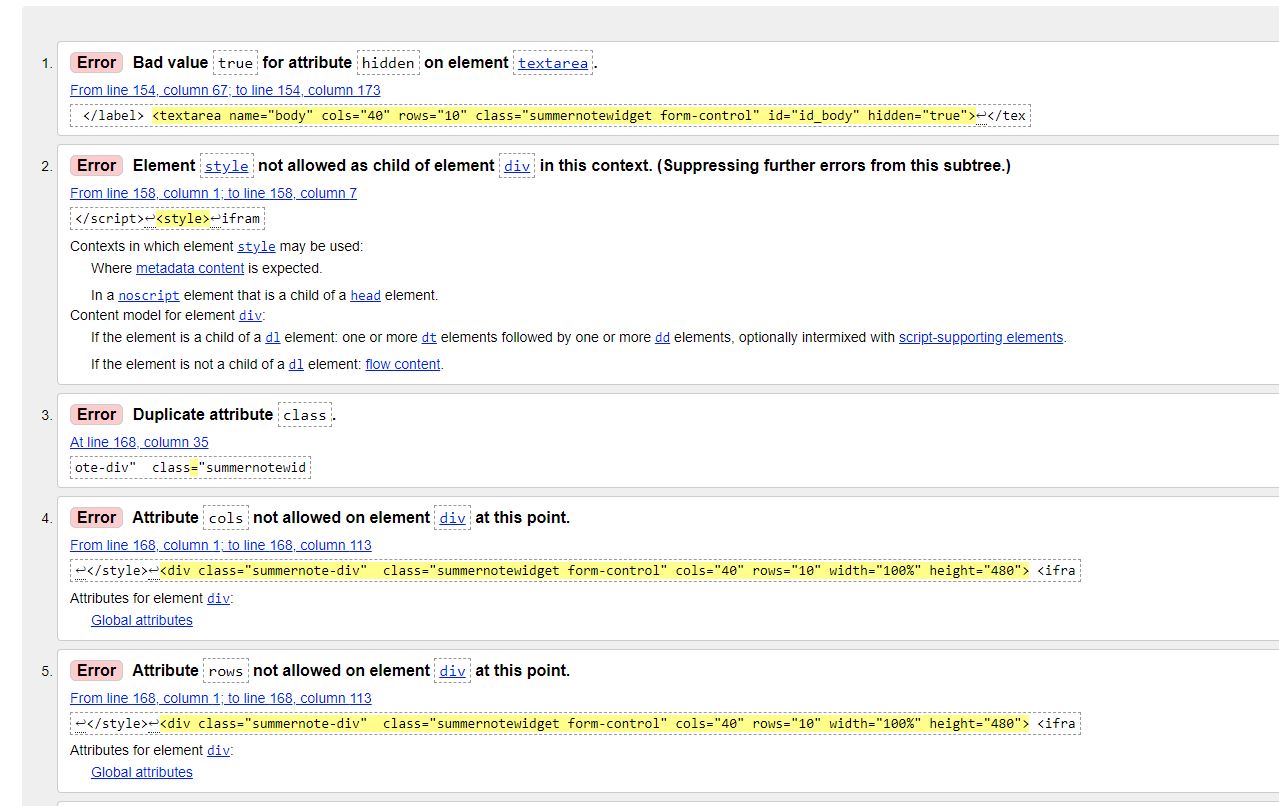 1. Error Bad value true for attribute hidden on element textarea.
From line 154, column 67; to line 154, column 173
</label> <textarea name="body" cols="40" rows="10" class="summernotewidget form-control" id="id_body" hidden="true">↩</tex
2. Error Element style not allowed as child of element div in this context. (Suppressing further errors from this subtree.)
From line 158, column 1; to line 158, column 7
</script>↩<style>↩ifram
Contexts in which element style may be used:
Where metadata content is expected.
In a noscript element that is a child of a head element.
Content model for element div:
If the element is a child of a dl element: one or more dt elements followed by one or more dd elements, optionally intermixed with script-supporting elements.
If the element is not a child of a dl element: flow content.
3. Error Duplicate attribute class.
At line 168, column 35
ote-div"  class="summernotewid
4. Error Attribute cols not allowed on element div at this point.
From line 168, column 1; to line 168, column 113
↩</style>↩<div class="summernote-div"  class="summernotewidget form-control" cols="40" rows="10" width="100%" height="480"> <ifra
Attributes for element div:
Global attributes
5. Error Attribute rows not allowed on element div at this point.
From line 168, column 1; to line 168, column 113
↩</style>↩<div class="summernote-div"  class="summernotewidget form-control" cols="40" rows="10" width="100%" height="480"> <ifra
Attributes for element div:
Global attributes